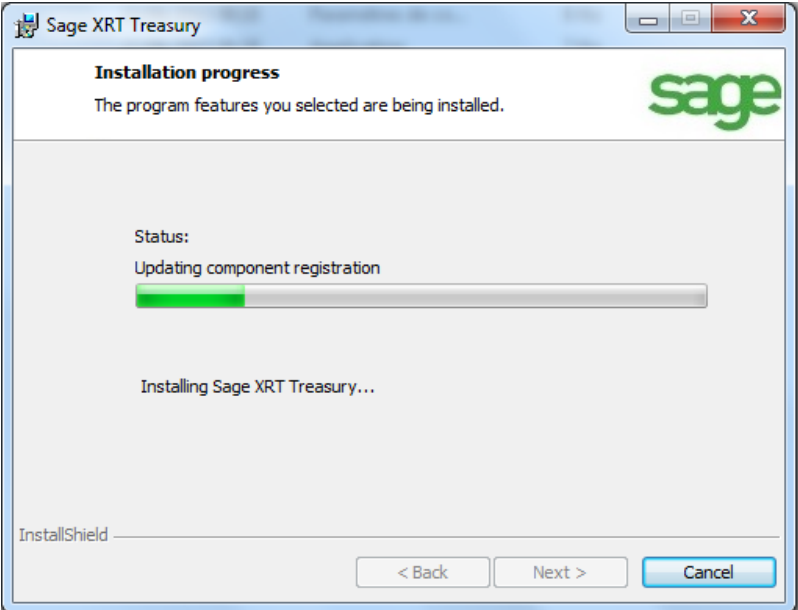 Sage XRT Treasury
Installation progress
The program features you selected are being installed.
sage
Status:
Updating component registration
Installing Sage XRT Treasury...
InstallShield
< Back
Next >
Cancel